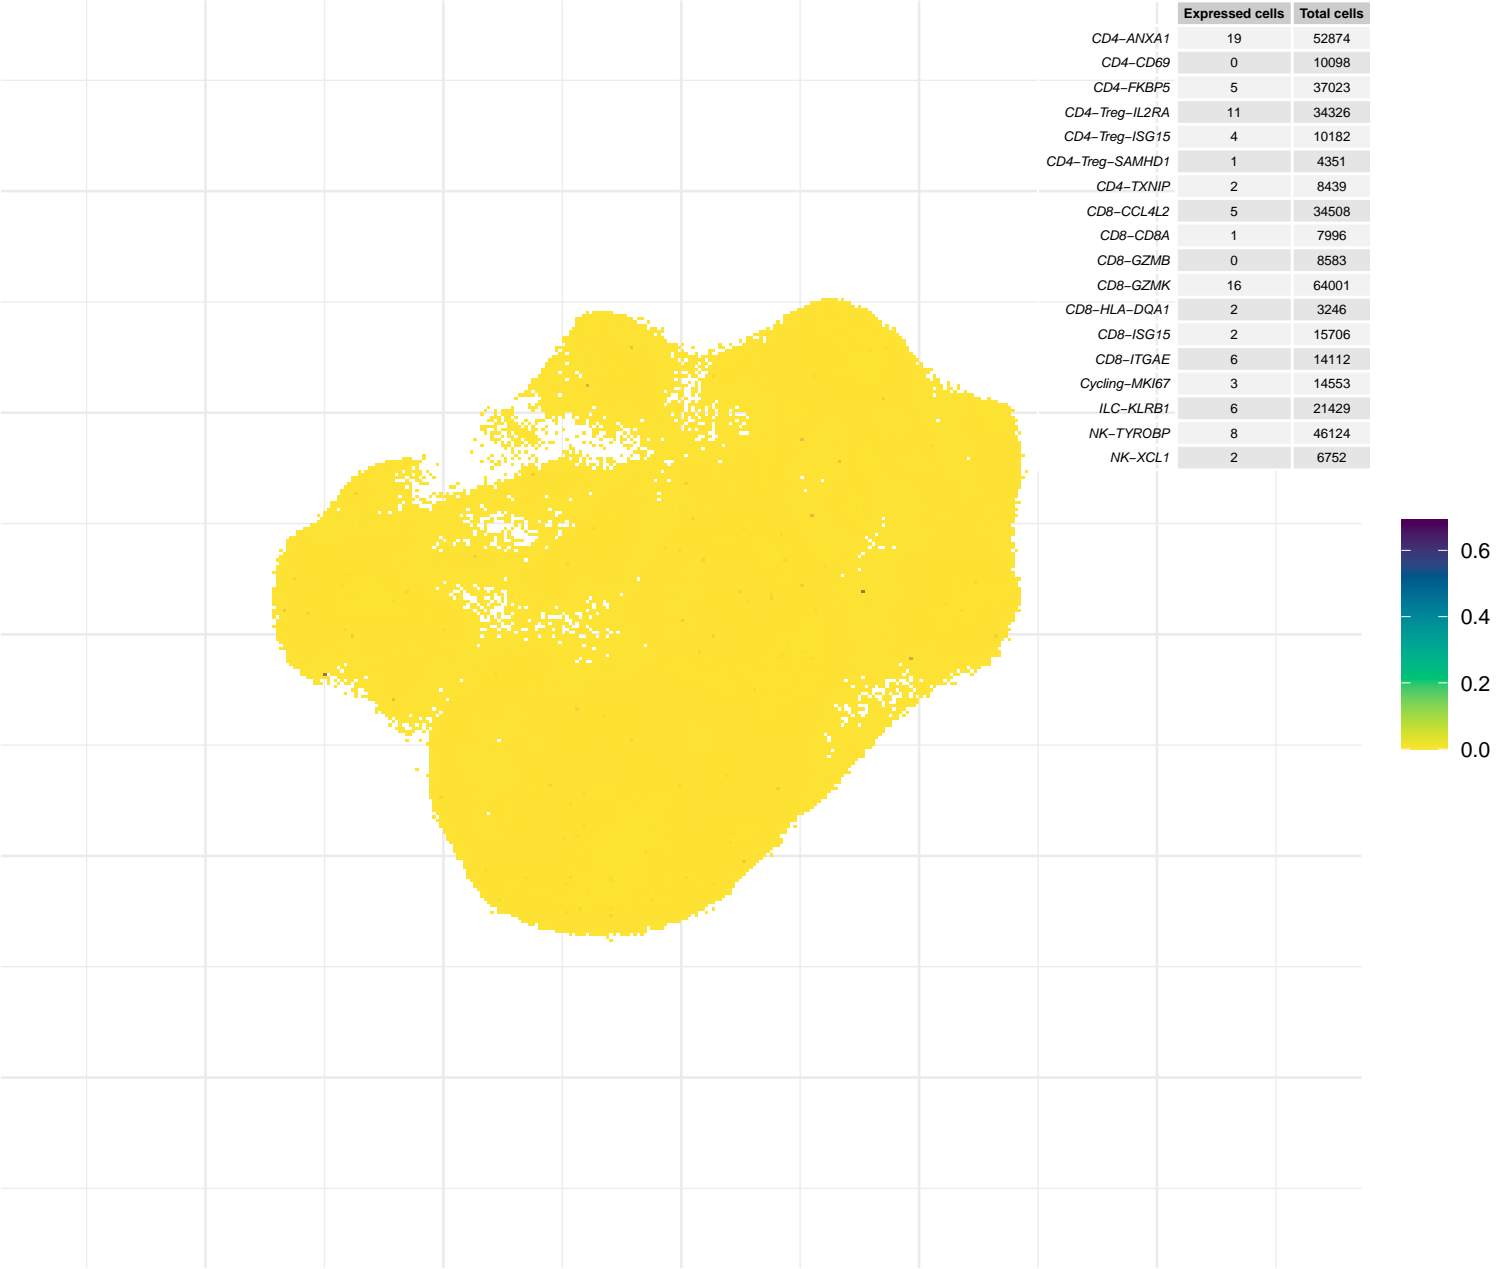 Expressed cells Total cells
CD4−ANXA1 19 52874
CD4−CD69 0 10098
CD4−FKBP5 5 37023
CD4−Treg−IL2RA 11 34326
CD4−Treg−ISG15 4 10182
CD4−Treg−SAMHD1 1 4351
CD4−TXNIP 2 8439
CD8−CCL4L2 5 34508
CD8−CD8A 1 7996
CD8−GZMB 0 8583
CD8−GZMK 16 64001
CD8−HLA−DQA1 2 3246
CD8−ISG15 2 15706
CD8−ITGAE 6 14112
Cycling−MKI67 3 14553
ILC−KLRB1 6 21429
NK−TYROBP 8 46124
NK−XCL1 2 6752
0.6
0.4
0.2
0.0